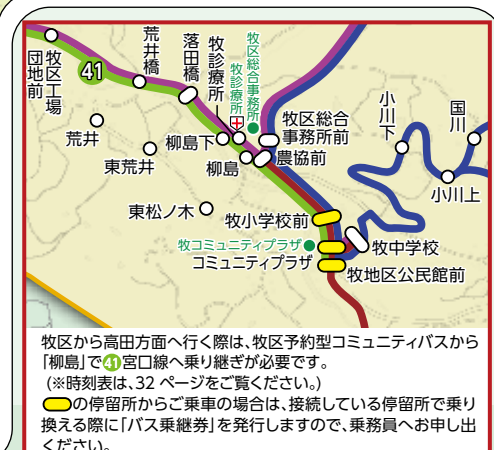 牧区工場
団地前
41
荒井橋
落田橋
牧診療所
牧診療所
牧区総合事務所
牧区総合
事務所前
農協前
柳島下
柳島
荒井
東荒井
東松ノ木
小川下
国川
小川上
牧小学校前
牧コミュニティプラザ
コミュニティプラザ
牧中学校
牧地区公民館前
牧区から高田方面へ行く際は、牧区予約型コミュニティバスから
「柳島」で41宮口線へ乗り継ぎが必要です。
(※時刻表は、32 ページをご覧ください。)
の停留所からご乗車の場合は、接続している停留所で乗り
換える際に「バス乗継券」を発行しますので、乗務員へお申し出
ください。